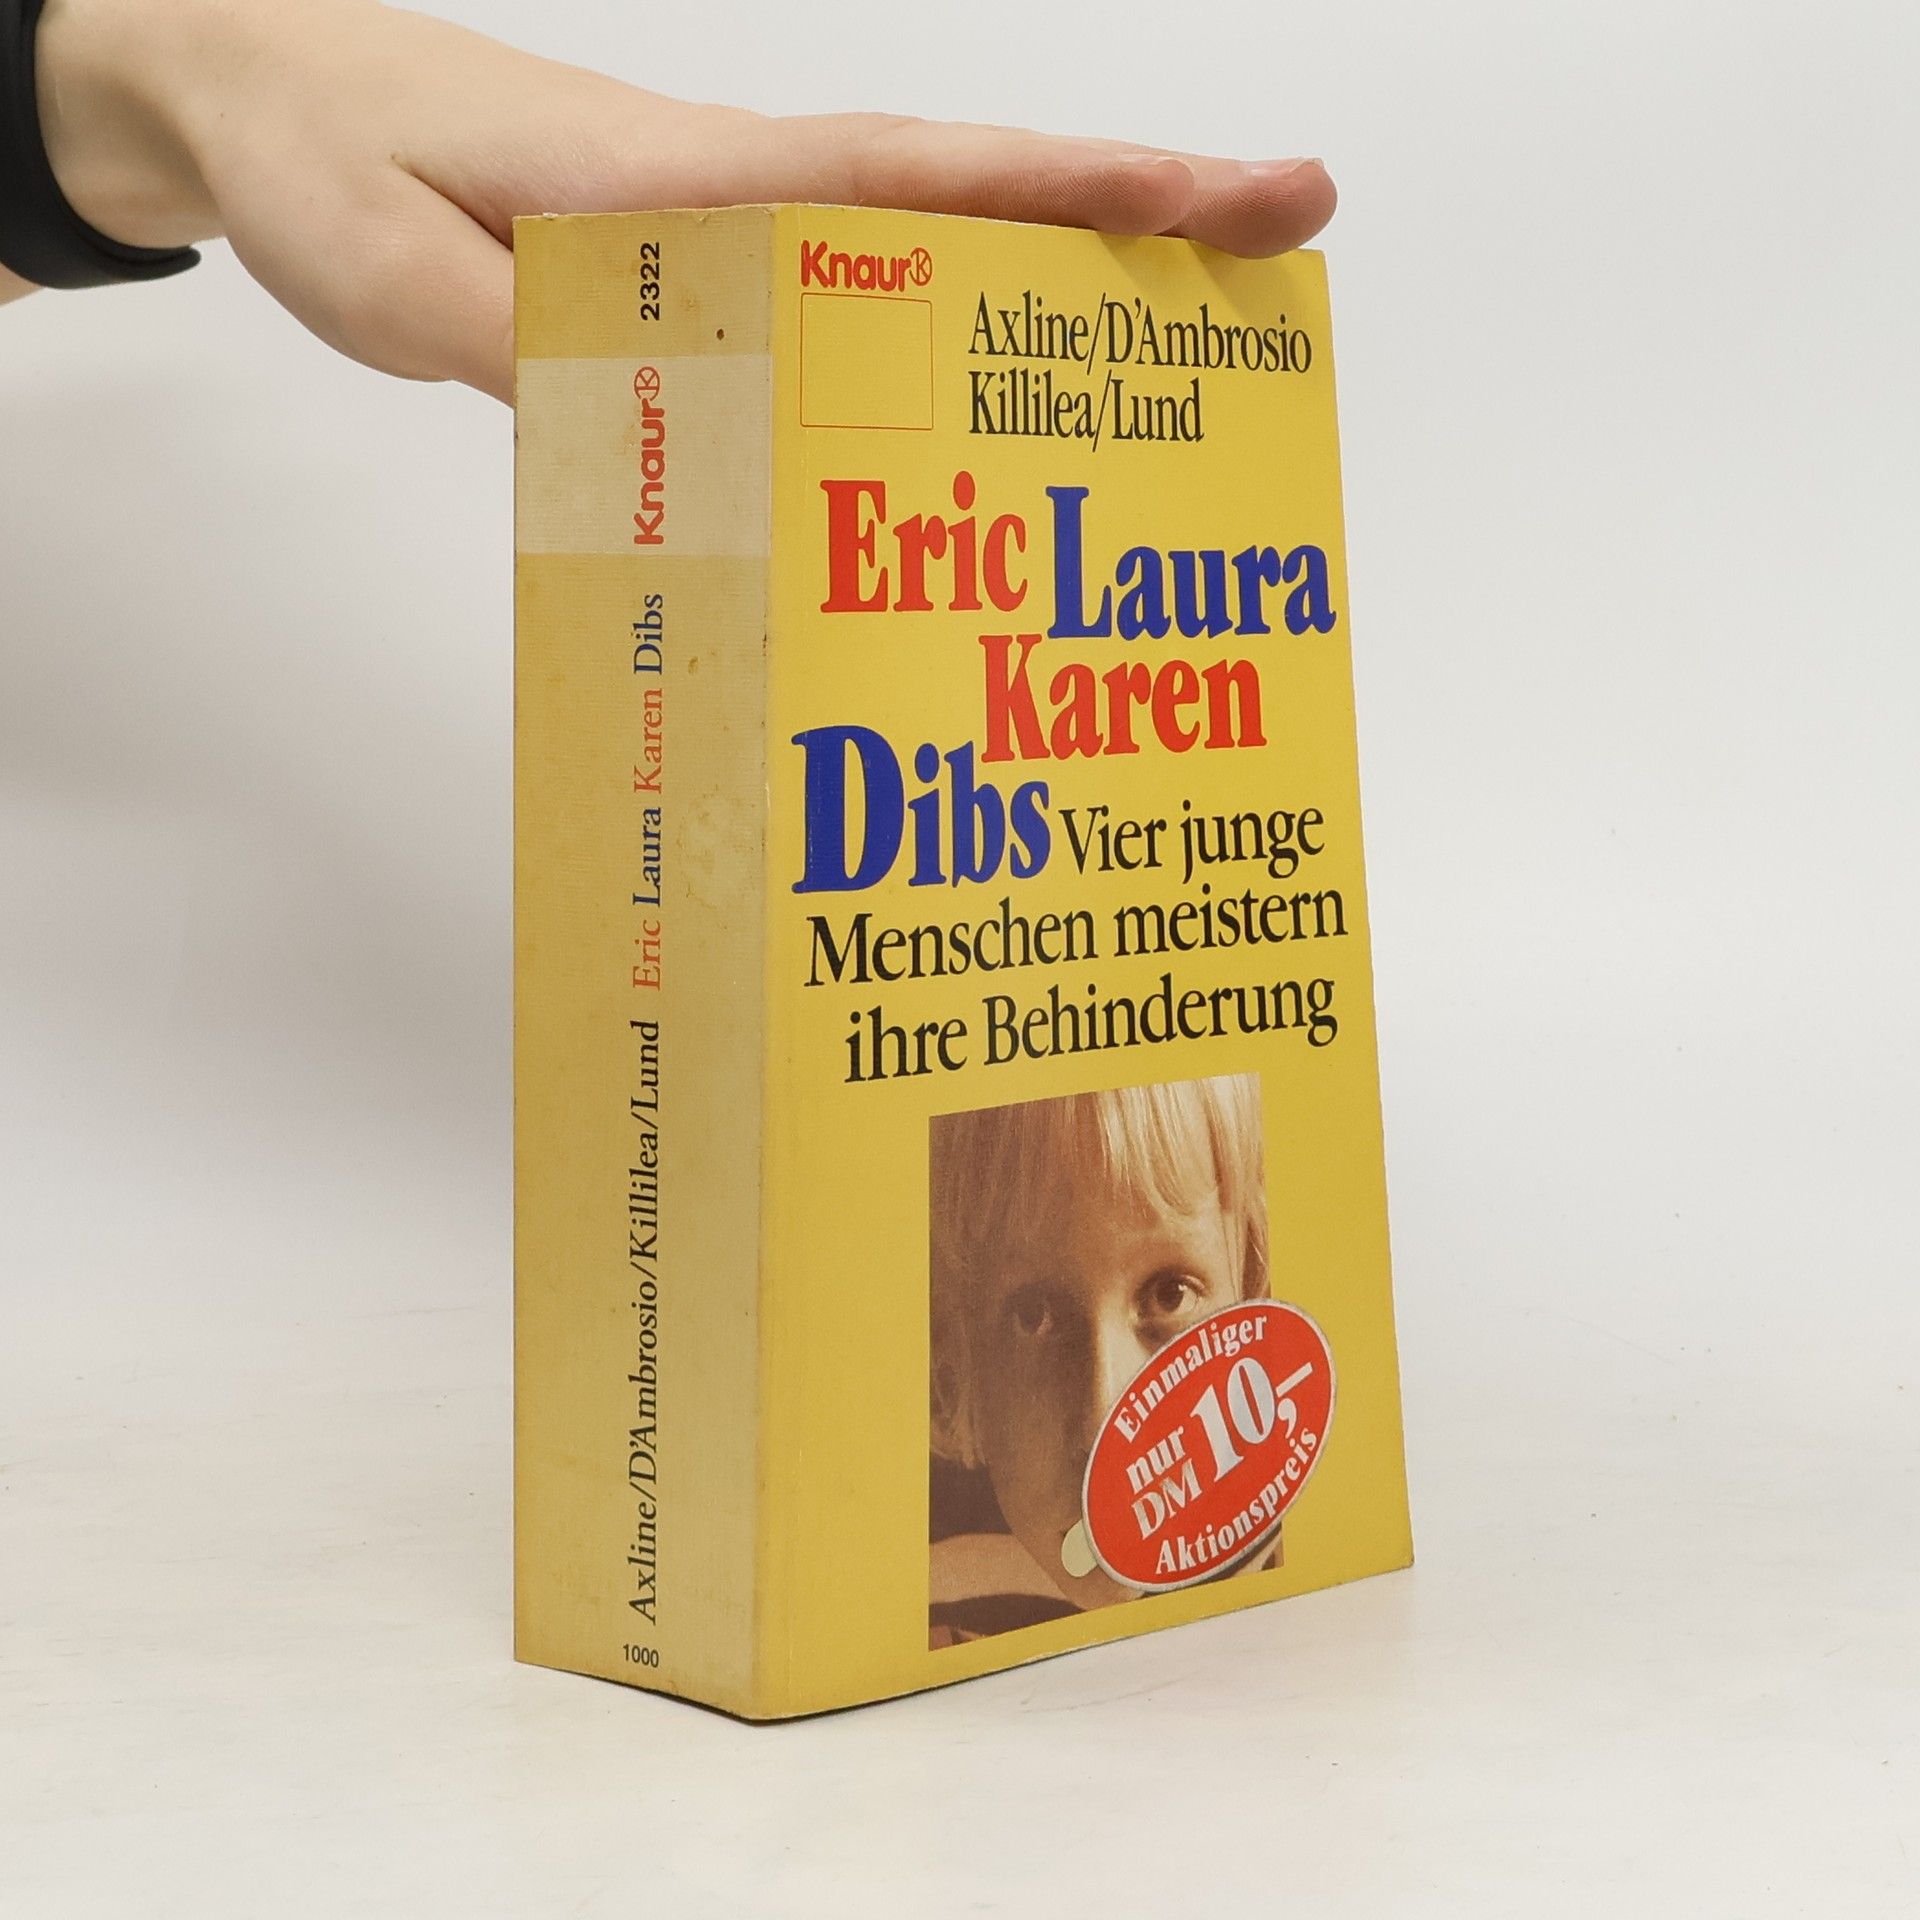 2322
Knaur
Eric Laura Karen Dibs
Axline/D'Ambrosio/Killilea/Lund
1000
Knaur
Axline/D'Ambrosio
Killilea/Lund
Eric Laura
Karen
Dibs Vier junge
Menschen meistern
ihre Behinderung
Einmaliger
nur
DM 10,-
Aktionspreis